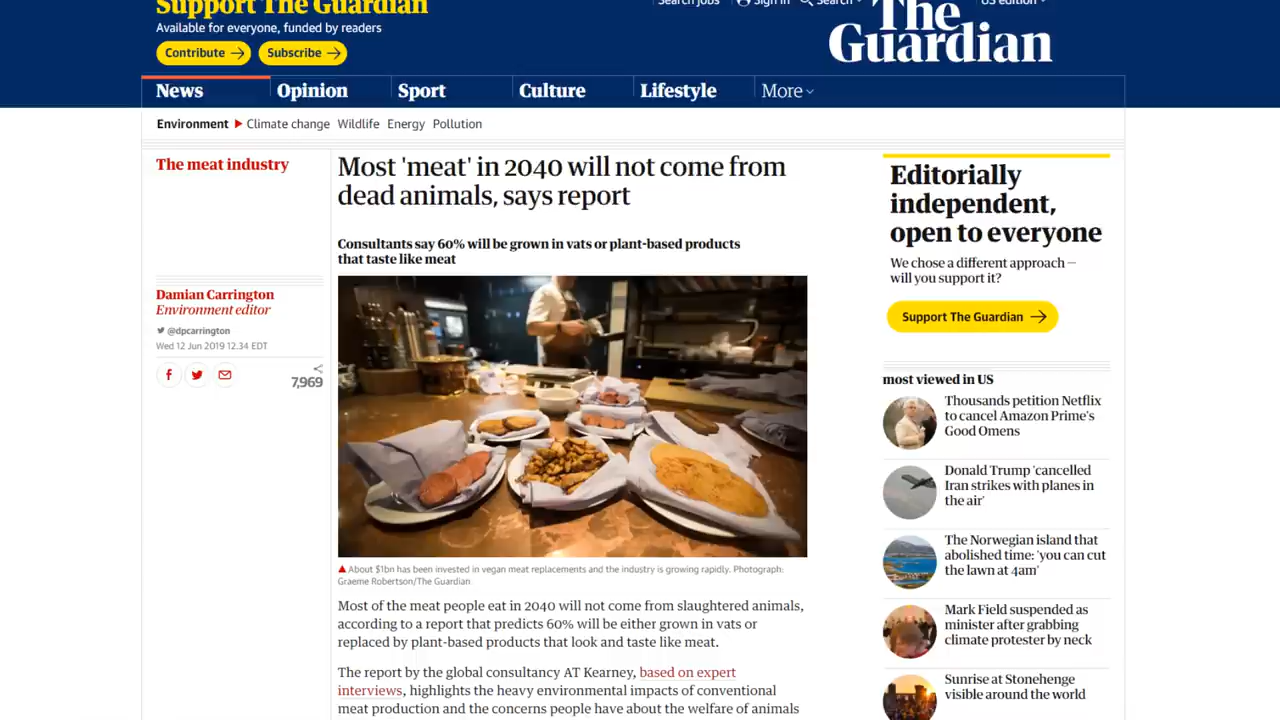 Support The Guardian
Available for everyone, funded by readers
Contribute
Subscribe
Search jobs
Sign in
Search
US edition
The
Guardian
News
Opinion
Sport
Culture
Lifestyle
More
Environment
Climate change
Wildlife
Energy
Pollution
The meat industry
Damian Carrington
Environment editor
@dpcarrington
Wed 12 Jun 2019 12.34 EDT
7,969
Most 'meat' in 2040 will not come from
dead animals, says report
Consultants say 60% will be grown in vats or plant-based products
that taste like meat
About $1bn has been invested in vegan meat replacements and the industry is growing rapidly. Photograph:
Graeme Robertson/The Guardian
Most of the meat people eat in 2040 will not come from slaughtered animals,
according to a report that predicts 60% will be either grown in vats or
replaced by plant-based products that look and taste like meat.
The report by the global consultancy AT Kearney, based on expert
interviews, highlights the heavy environmental impacts of conventional
meat production and the concerns people have about the welfare of animals
Editorially
independent,
open to everyone
We chose a different approach —
will you support it?
Support The Guardian
most viewed in US
Thousands petition Netflix
to cancel Amazon Prime's
Good Omens
Donald Trump 'cancelled
Iran strikes with planes in
the air'
The Norwegian island that
abolished time: 'you can cut
the lawn at 4am'
Mark Field suspended as
minister after grabbing
climate protester by neck
Sunrise at Stonehenge
visible around the world